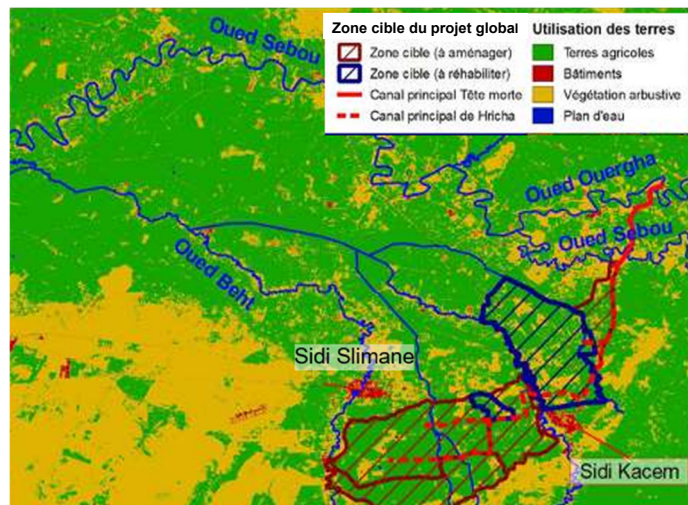 Oued Sebou
Zone cible du projet global
Zone cible (à aménager)
Zone cible (à réhabiliter)
Canal principal Tête morte
Canal principal de Hricha
Utilisation des terres
Terres agricoles
Bâtiments
Végétation arbustive
Plan d'eau
Oued Ouergha
Oued Sebou
Oued Beht
Sidi Slimane
Sidi Kacem